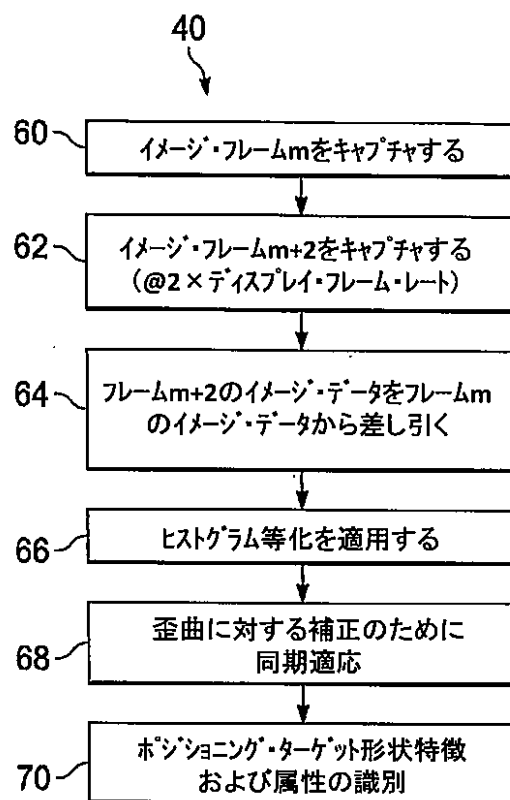 40
60
イメージ・フレームmをキャプチャする
62
イメージ・フレームm+2をキャプチャする
(@2×ディスプレイ・フレーム・レート)
64
フレームm+2のイメージ・データをフレームm
のイメージ・データから差し引く
66
ヒストグラム等化を適用する
68
歪曲に対する補正のために
同期適応
70
ポジショニング・ターゲット形状特徴
および属性の識別